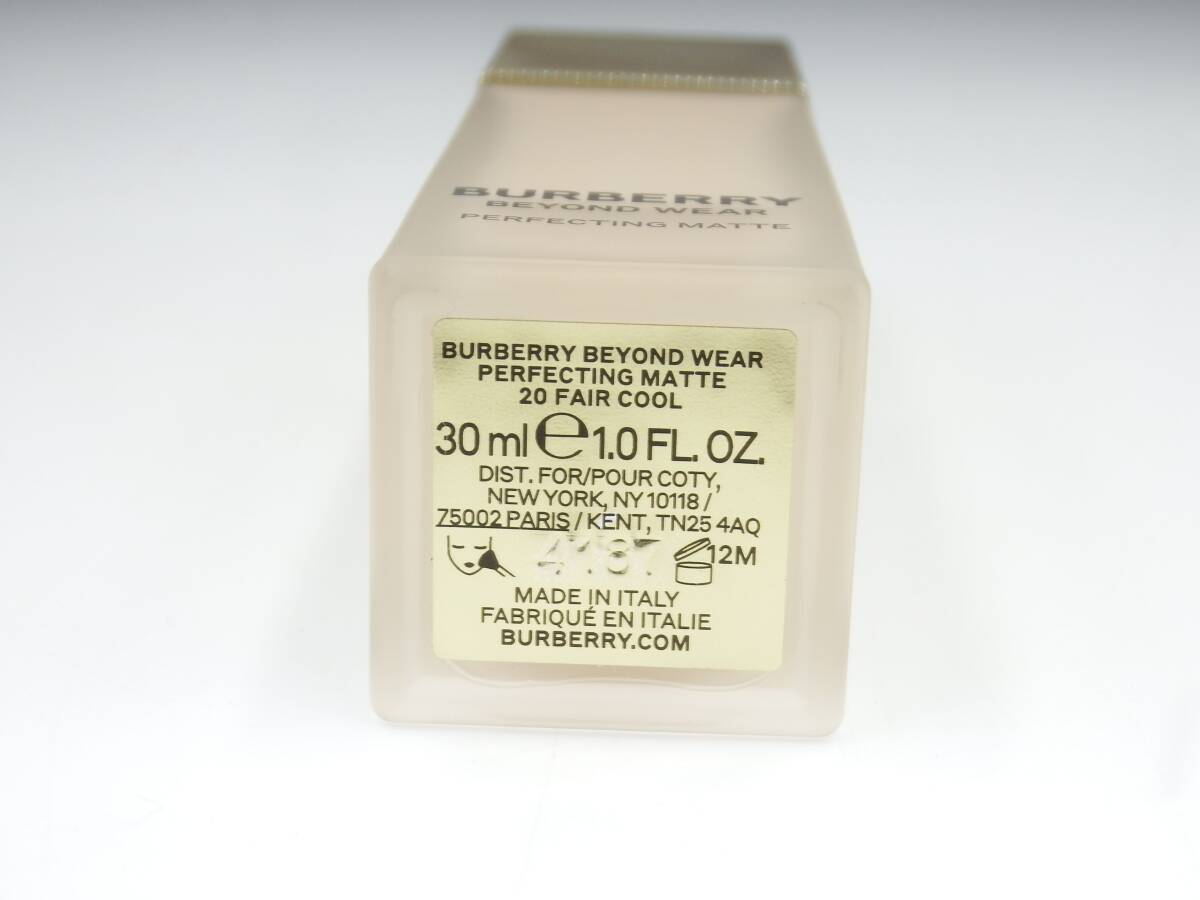 BURBERRY
BEYOND WEAR
PERFECTING MATTE
BURBERRY BEYOND WEAR
PERFECTING MATTE
20 FAIR COOL
30 ml ℮ 1.0 FL. OZ.
DIST. FOR/POUR COTY,
NEW YORK, NY 10118 /
75002 PARIS / KENT, TN25 4AQ
12M
MADE IN ITALY
FABRIQUÉ EN ITALIE
BURBERRY.COM